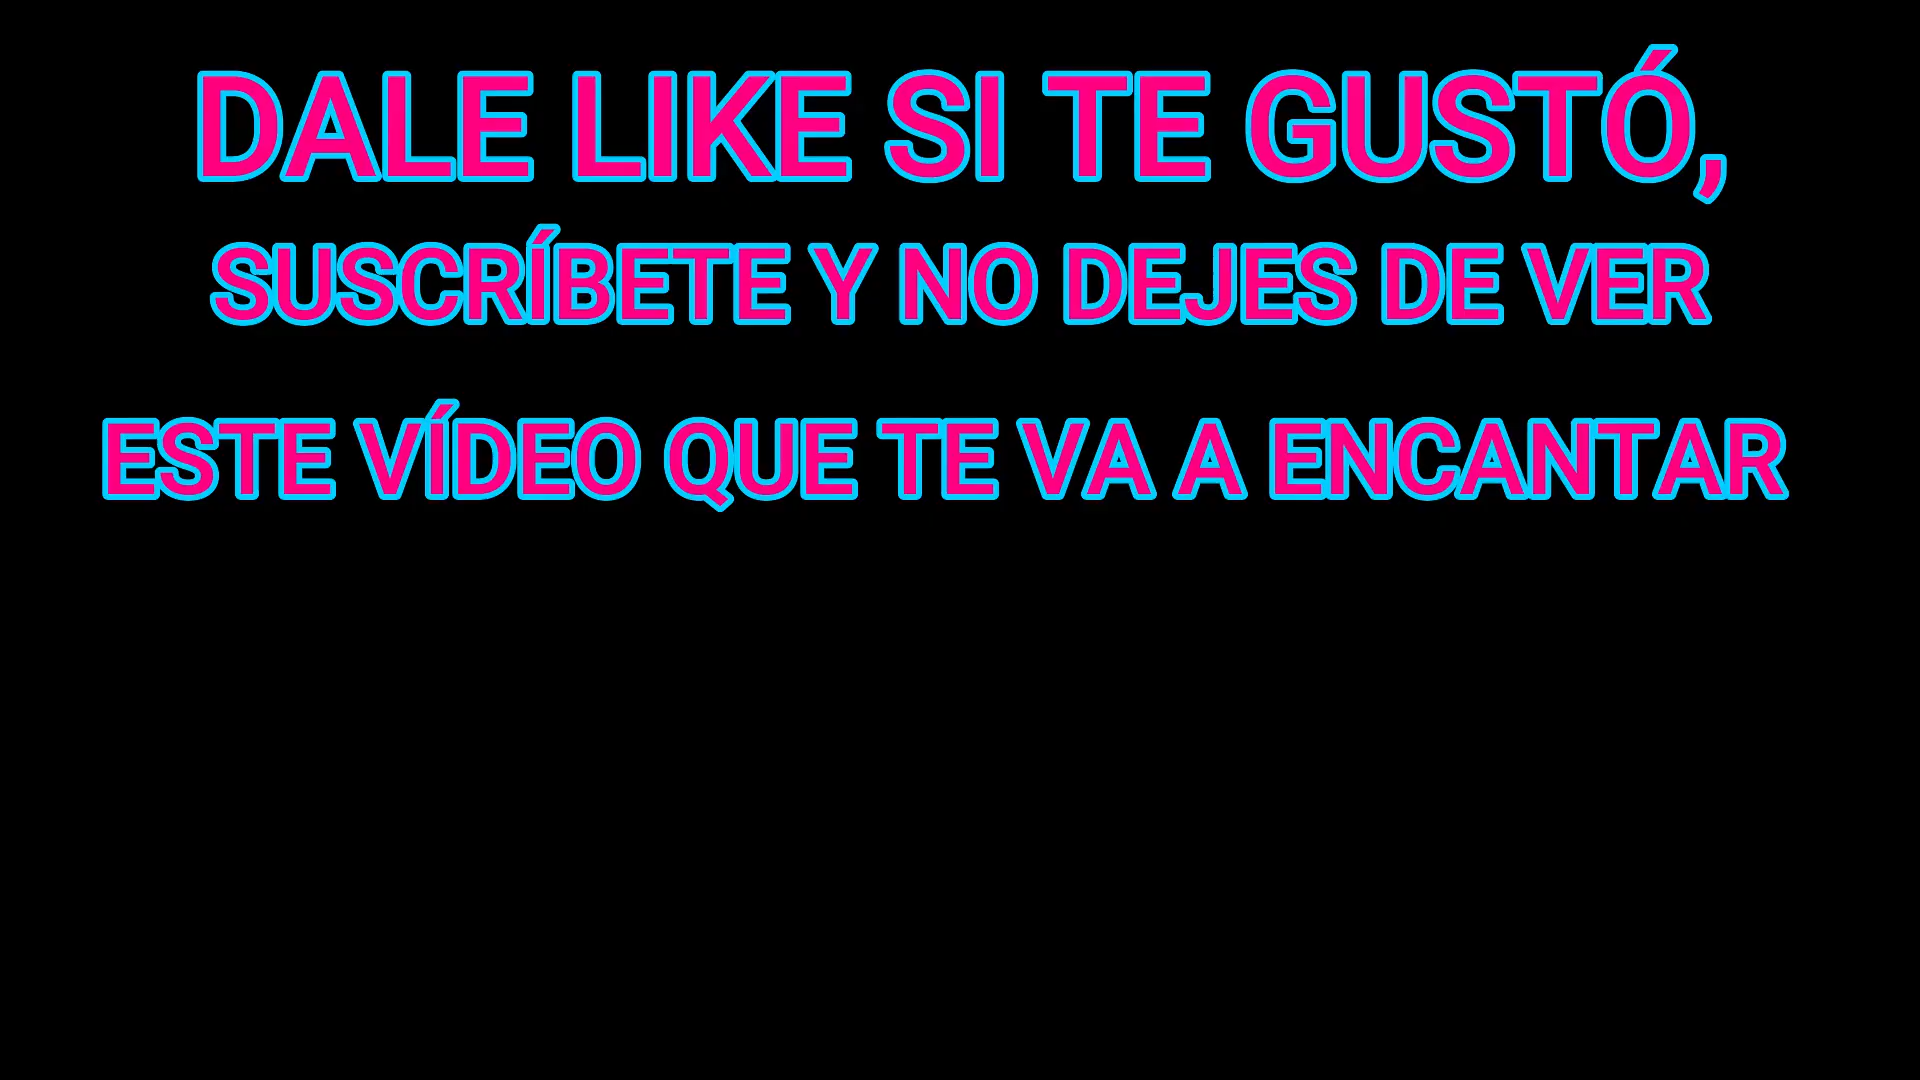 DALE LIKE SI TE GUSTÓ,
SUSCRÍBETE Y NO DEJES DE VER
ESTE VÍDEO QUE TE VA A ENCANTAR